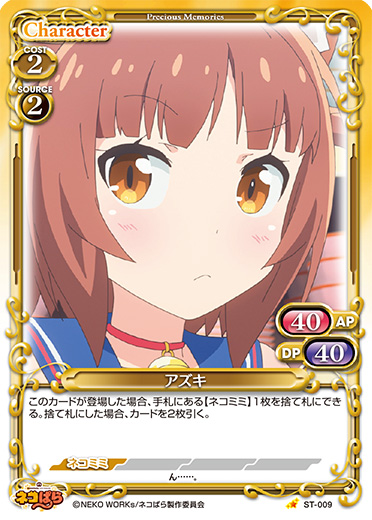 Precious Memories
Character
COST
2
SOURCE
2
40 AP
DP 40
アズキ
このカードが登場した場合、手札にある【ネコミミ】1枚を捨て札にでき
る。捨て札にした場合、カードを2枚引く。
ネコミミ
ん……。
ネコぱら
©NEKO WORKs/ネコぱら製作委員会
ST-009